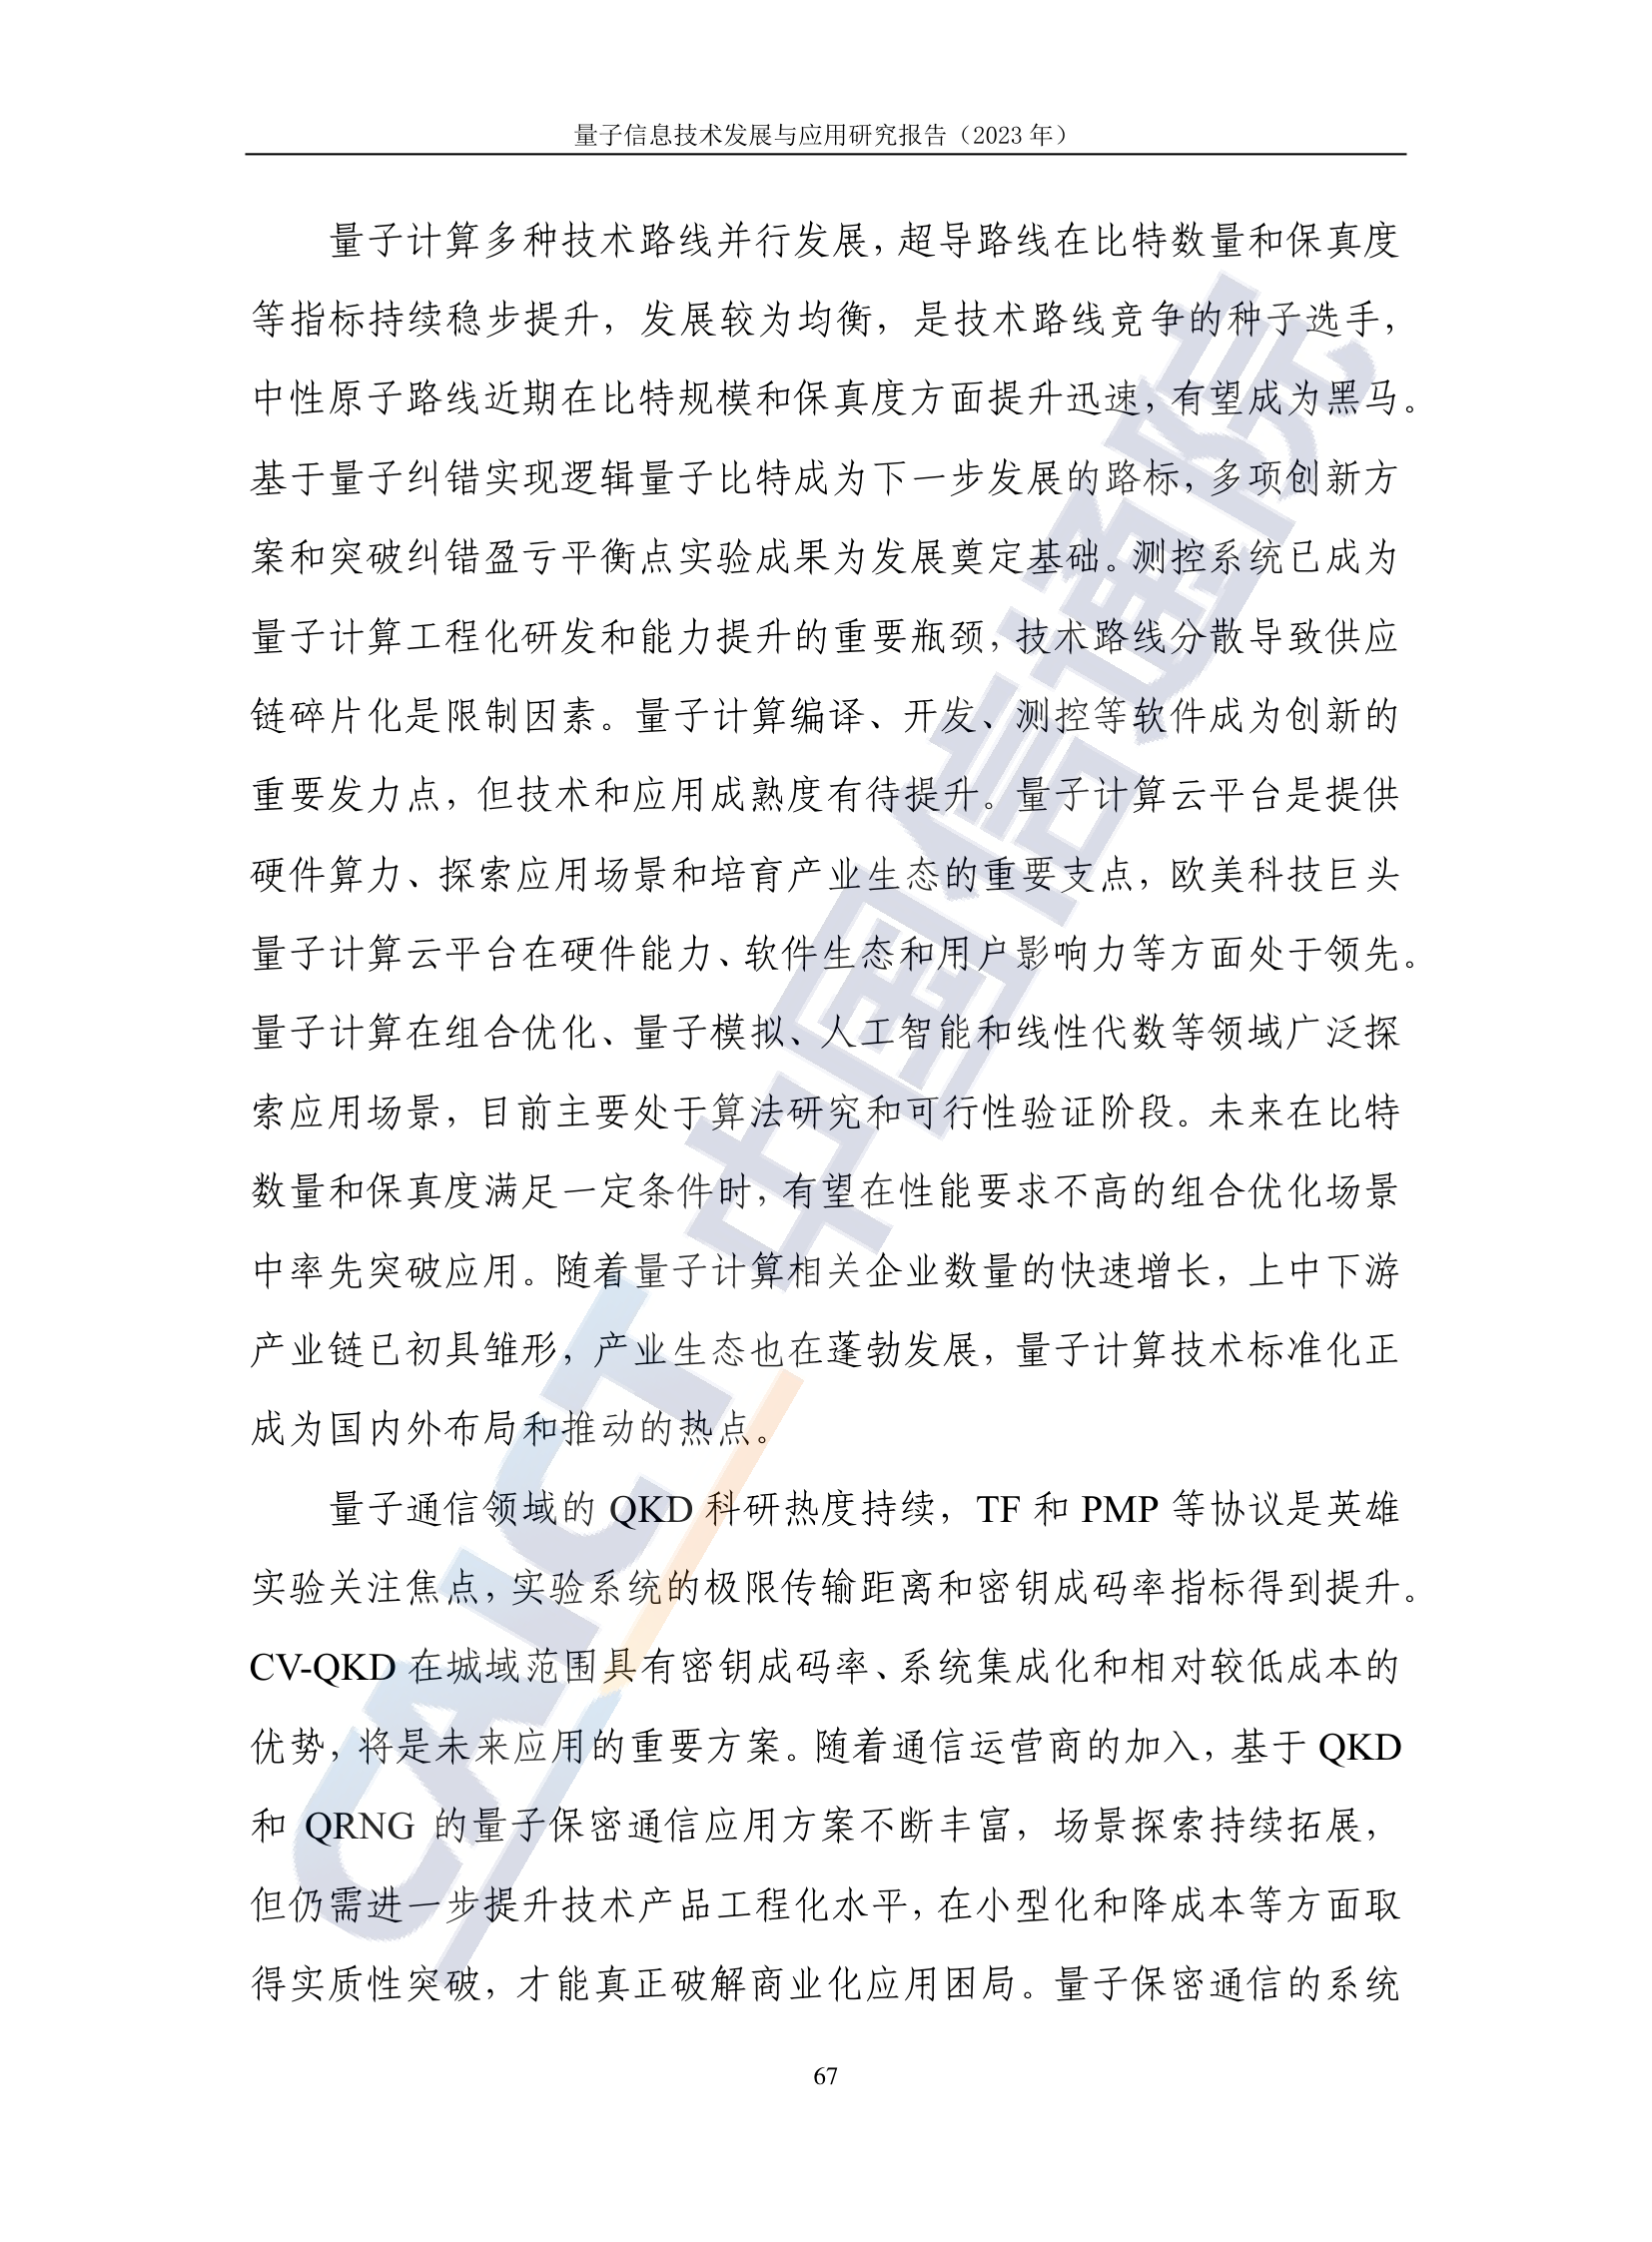 量子信息技术发展与应用研究报告（2023 年）
量子计算多种技术路线并行发展，超导路线在比特数量和保真度
等指标持续稳步提升，发展较为均衡，是技术路线竞争的种子选手，
中性原子路线近期在比特规模和保真度方面提升迅速，有望成为黑马。
基于量子纠错实现逻辑量子比特成为下一步发展的路标，多项创新方
案和突破纠错盈亏平衡点实验成果为发展奠定基础。测控系统已成为
量子计算工程化研发和能力提升的重要瓶颈，技术路线分散导致供应
链碎片化是限制因素。量子计算编译、开发、测控等软件成为创新的
重要发力点，但技术和应用成熟度有待提升。量子计算云平台是提供
硬件算力、探索应用场景和培育产业生态的重要支点，欧美科技巨头
量子计算云平台在硬件能力、软件生态和用户影响力等方面处于领先。
量子计算在组合优化、量子模拟、人工智能和线性代数等领域广泛探
索应用场景，目前主要处于算法研究和可行性验证阶段。未来在比特
数量和保真度满足一定条件时，有望在性能要求不高的组合优化场景
中率先突破应用。随着量子计算相关企业数量的快速增长，上中下游
产业链已初具雏形，产业生态也在蓬勃发展，量子计算技术标准化正
成为国内外布局和推动的热点。
量子通信领域的 QKD 科研热度持续，TF 和 PMP 等协议是英雄
实验关注焦点，实验系统的极限传输距离和密钥成码率指标得到提升。
CV-QKD 在城域范围具有密钥成码率、系统集成化和相对较低成本的
优势，将是未来应用的重要方案。随着通信运营商的加入，基于 QKD
和 QRNG 的量子保密通信应用方案不断丰富，场景探索持续拓展，
但仍需进一步提升技术产品工程化水平，在小型化和降成本等方面取
得实质性突破，才能真正破解商业化应用困局。量子保密通信的系统
67
CAICT 中国信通院